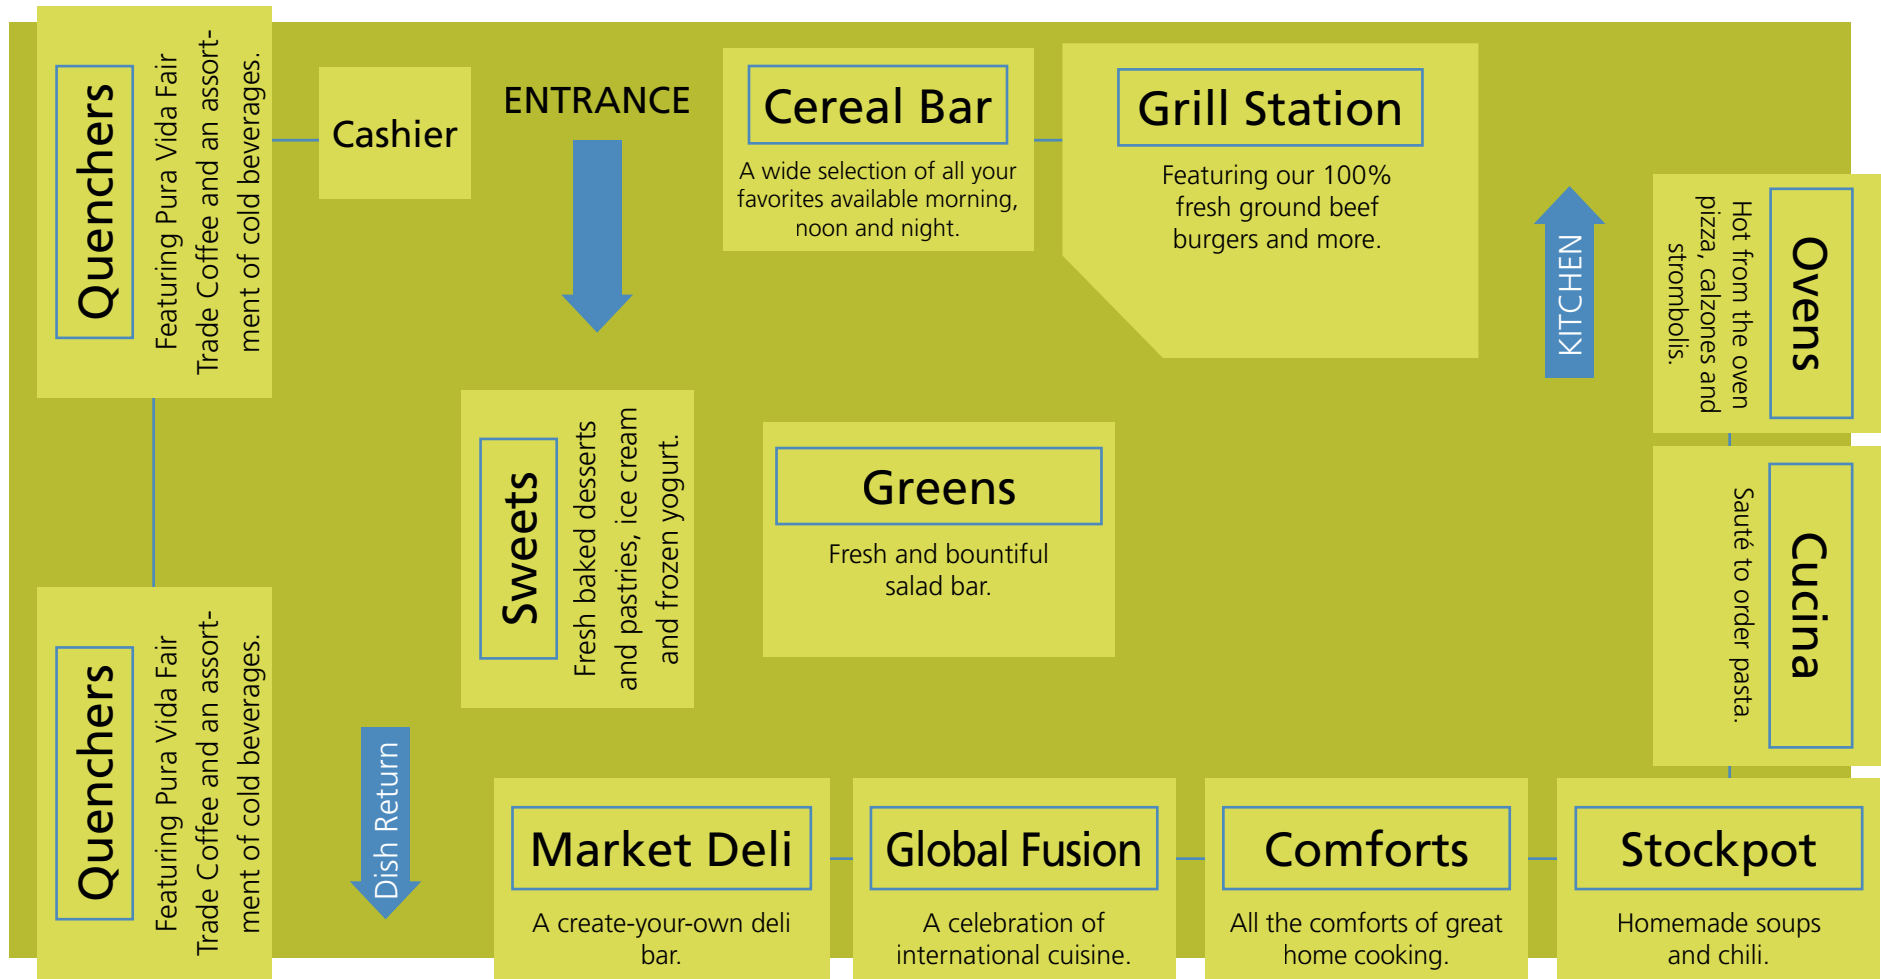 Quenchers
Featuring Pura Vida Fair
Trade Coffee and an assort-
ment of cold beverages.
Cashier
ENTRANCE
Cereal Bar
A wide selection of all your
favorites available morning,
noon and night.
Grill Station
Featuring our 100%
fresh ground beef
burgers and more.
KITCHEN
Ovens
Hot from the oven
pizza, calzones and
strombolis.
Sweets
Fresh baked desserts
and pastries, ice cream
and frozen yogurt.
Greens
Fresh and bountiful
salad bar.
Cucina
Sauté to order pasta.
Quenchers
Featuring Pura Vida Fair
Trade Coffee and an assort-
ment of cold beverages.
Dish Return
Market Deli
A create-your-own deli
bar.
Global Fusion
A celebration of
international cuisine.
Comforts
All the comforts of great
home cooking.
Stockpot
Homemade soups
and chili.